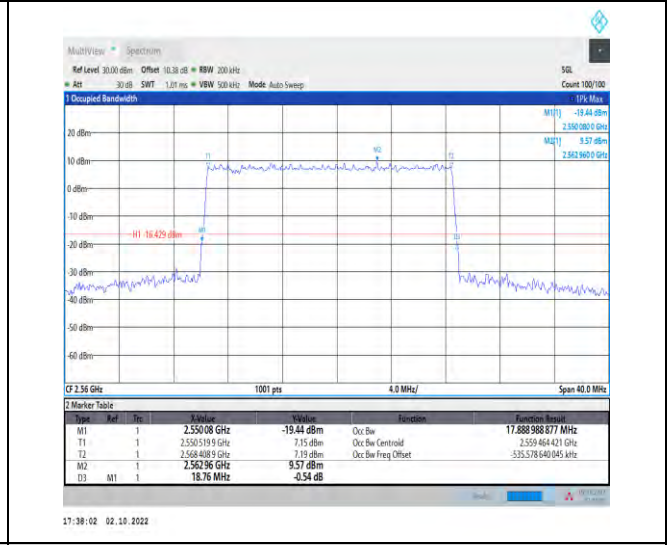 MultiView Spectrum
Ref Level 30.00 dBm Offset 10.38 dB RBW 200 kHz SGL
Att 30 dB SWT 1.01 ms VBW 500 kHz Mode Auto Sweep Count 100/100
1 Occupied Bandwidth 1Pk Max
M1[1] -19.44 dBm
2.550 080 0 GHz
M2[1] 9.57 dBm
2.562 960 0 GHz
20 dBm
T1 M2 T2
10 dBm
0 dBm
-10 dBm
H1 -16.429 dBm
-20 dBm
-30 dBm
-40 dBm
-50 dBm
-60 dBm
CF 2.56 GHz 1001 pts 4.0 MHz/ Span 40.0 MHz
2 Marker Table
Type Ref Trc X-Value Y-Value Function Function Result
M1 1 2.55008 GHz -19.44 dBm Occ Bw 17.888 988 877 MHz
T1 1 2.550 519 9 GHz 7.15 dBm Occ Bw Centroid 2.559 464 421 GHz
T2 1 2.568 408 9 GHz 7.19 dBm Occ Bw Freq Offset -535.578 640 045 kHz
M2 1 2.562 96 GHz 9.57 dBm
D3 M1 1 18.76 MHz -0.54 dB
17:38:02 02.10.2022